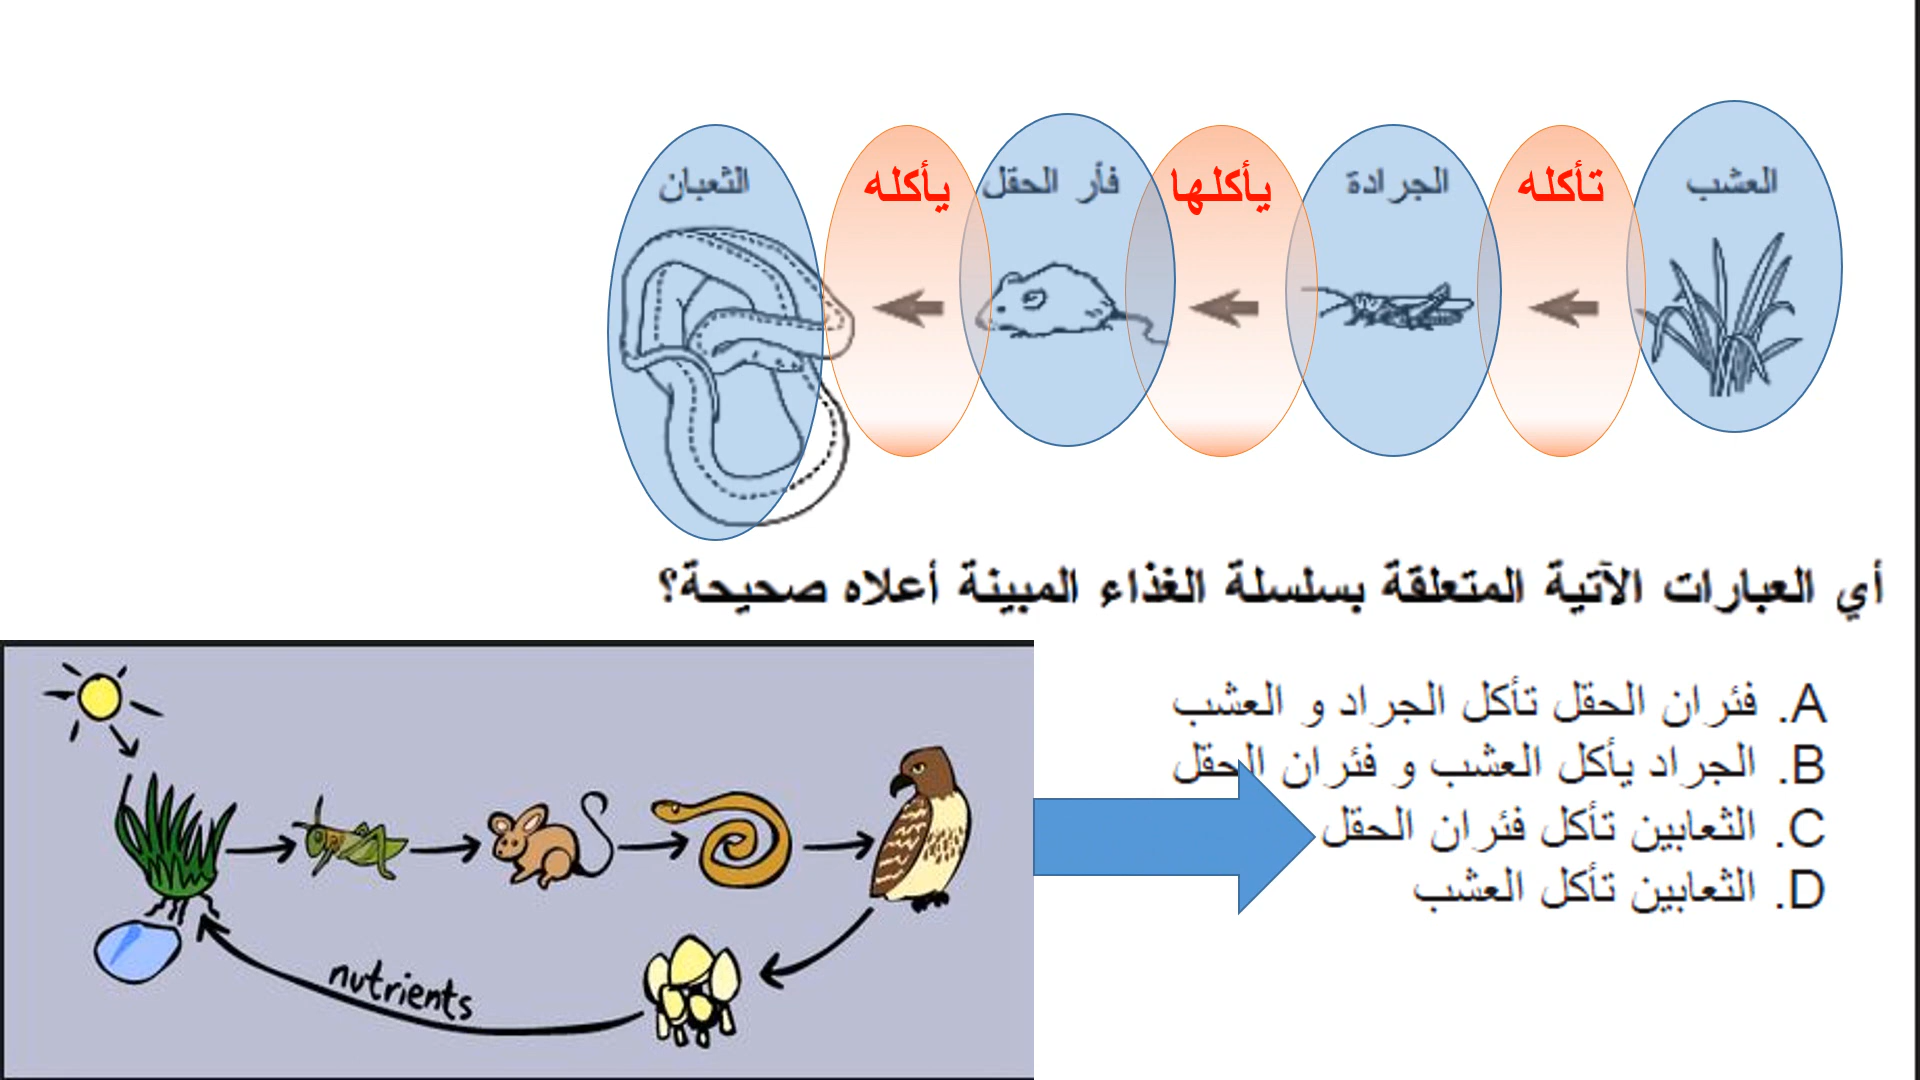 العشب تأكله الجرادة يأكلها فأر الحقل يأكله الثعبان
أي العبارات الآتية المتعلقة بسلسلة الغذاء المبينة أعلاه صحيحة؟
A. فئران الحقل تأكل الجراد و العشب
B. الجراد يأكل العشب و فئران الحقل
C. الثعابين تأكل فئران الحقل
D. الثعابين تأكل العشب
nutrients